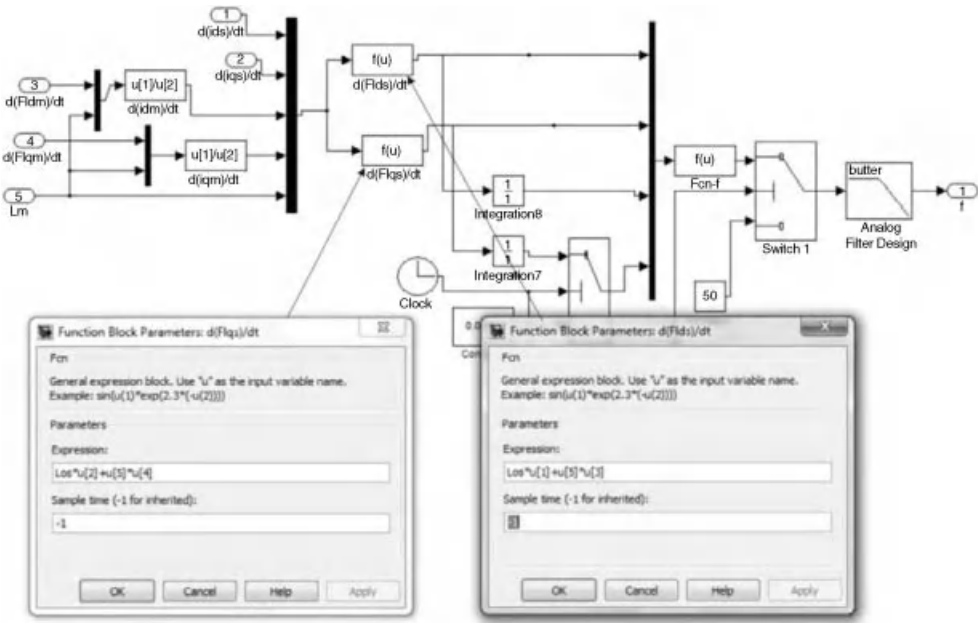 1
d(ids)/dt
2
d(iqs)/dt
3
d(Fldm)/dt
u[1]/u[2]
d(idm)/dt
4
d(Flqm)/dt
u[1]/u[2]
d(iqm)/dt
5
Lm
f(u)
d(Flds)/dt
f(u)
d(Flqs)/dt
1
1
Integration8
1
Integration7
Clock
f(u)
Fcn-f
50
Switch 1
butter
Analog
Filter Design
1
f
Function Block Parameters: d(Flqs)/dt
Fcn
General expression block. Use "u" as the input variable name.
Example: sin(u(1)*exp(2.3*(-u(2))))
Parameters
Expression:
Los*u[2]+u[5]*u[4]
Sample time (-1 for inherited):
-1
OK
Cancel
Help
Apply
Function Block Parameters: d(Flds)/dt
Fcn
General expression block. Use "u" as the input variable name.
Example: sin(u(1)*exp(2.3*(-u(2))))
Parameters
Expression:
Los*u[1]+u[5]*u[3]
Sample time (-1 for inherited):
OK
Cancel
Help
Apply